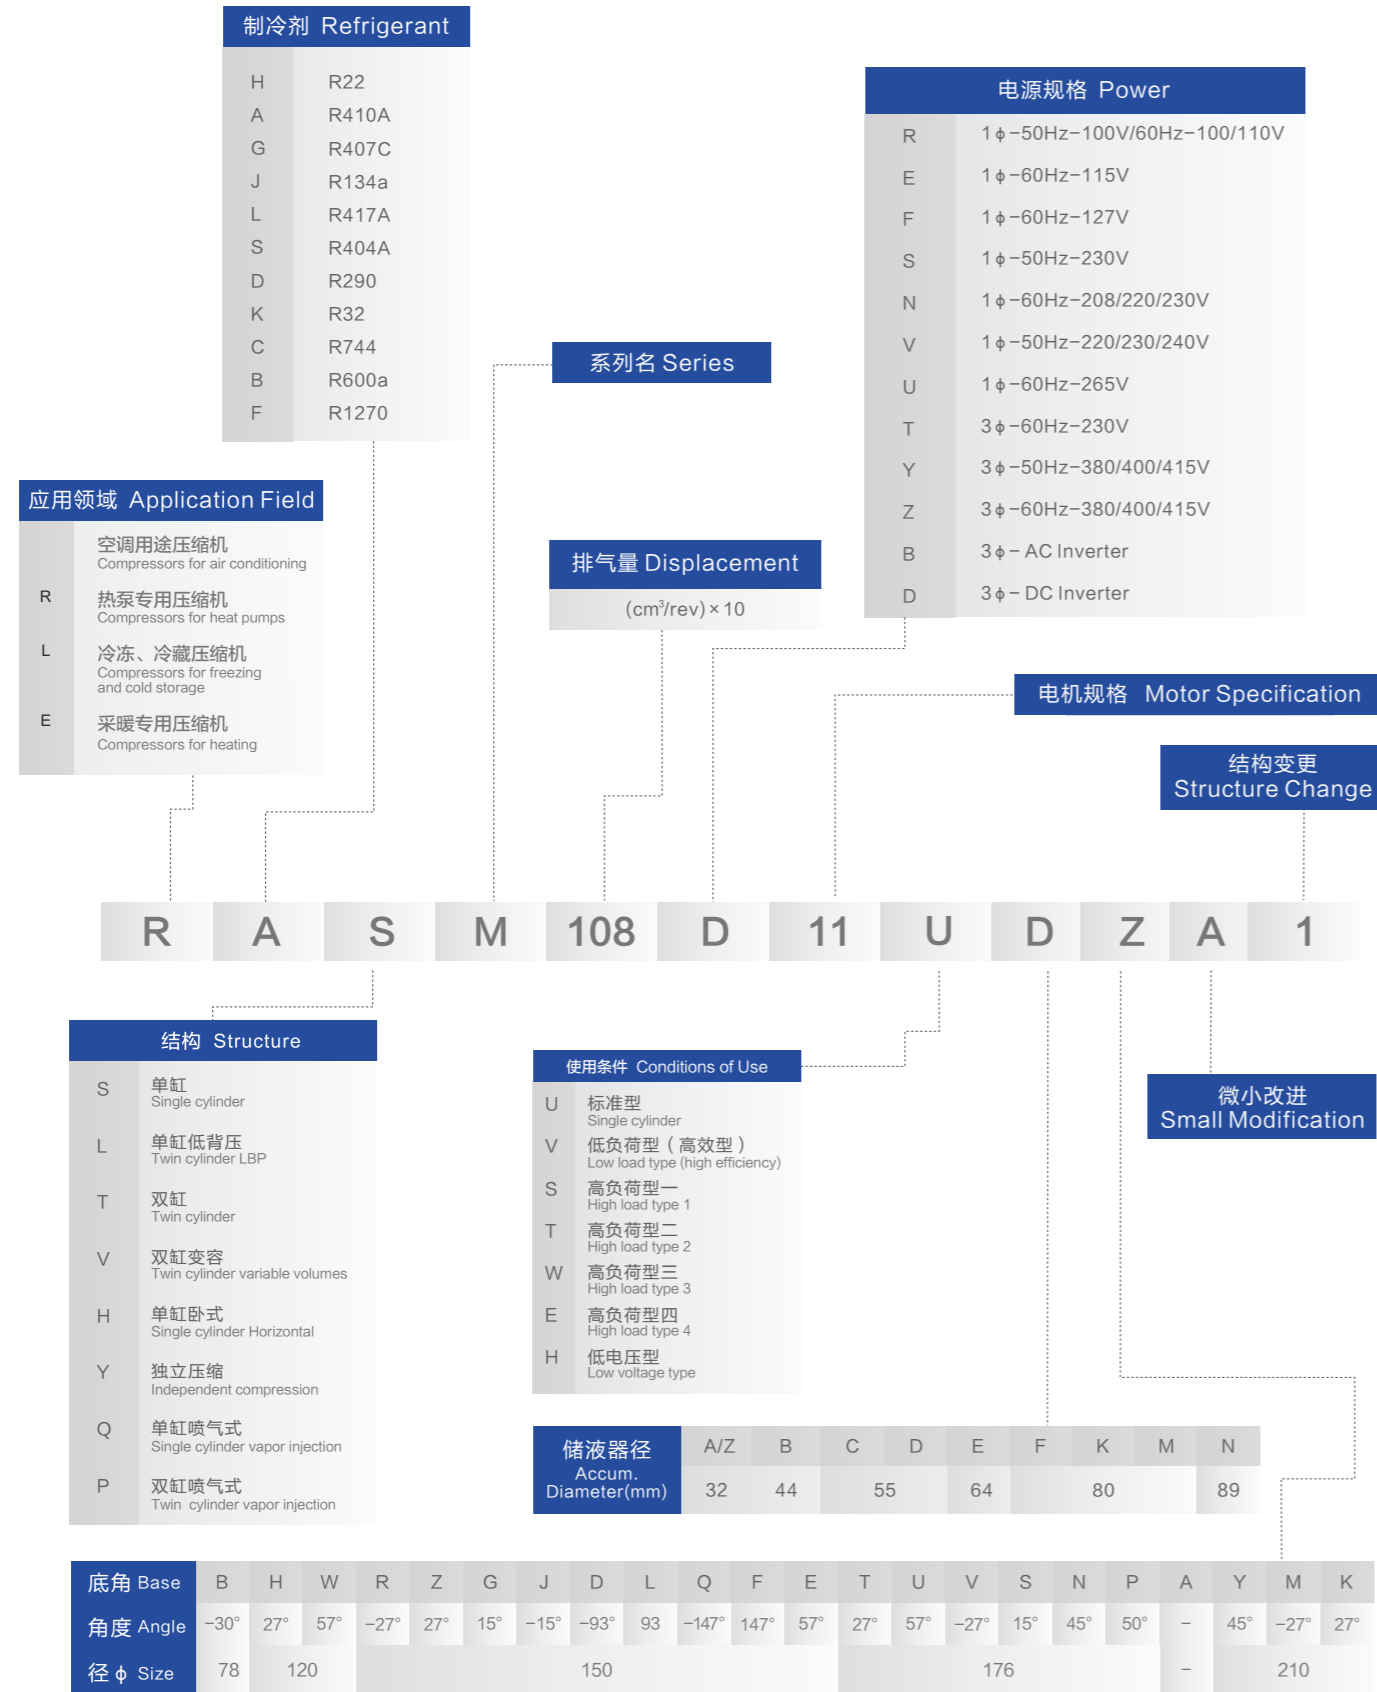 制冷剂 Refrigerant
H R22
A R410A
G R407C
J R134a
L R417A
S R404A
D R290
K R32
C R744
B R600a
F R1270
电源规格 Power
R 1ϕ-50Hz-100V/60Hz-100/110V
E 1ϕ-60Hz-115V
F 1ϕ-60Hz-127V
S 1ϕ-50Hz-230V
N 1ϕ-60Hz-208/220/230V
V 1ϕ-50Hz-220/230/240V
U 1ϕ-60Hz-265V
T 3ϕ-60Hz-230V
Y 3ϕ-50Hz-380/400/415V
Z 3ϕ-60Hz-380/400/415V
B 3ϕ- AC Inverter
D 3ϕ- DC Inverter
系列名 Series
应用领域 Application Field
空调用途压缩机
Compressors for air conditioning
R 热泵专用压缩机
Compressors for heat pumps
L 冷冻、冷藏压缩机
Compressors for freezing
and cold storage
E 采暖专用压缩机
Compressors for heating
排气量 Displacement
(cm³/rev)×10
电机规格 Motor Specification
结构变更
Structure Change
R A S M 108 D 11 U D Z A 1
结构 Structure
S 单缸
Single cylinder
L 单缸低背压
Twin cylinder LBP
T 双缸
Twin cylinder
V 双缸变容
Twin cylinder variable volumes
H 单缸卧式
Single cylinder Horizontal
Y 独立压缩
Independent compression
Q 单缸喷气式
Single cylinder vapor injection
P 双缸喷气式
Twin cylinder vapor injection
使用条件 Conditions of Use
U 标准型
Single cylinder
V 低负荷型（高效型）
Low load type (high efficiency)
S 高负荷型一
High load type 1
T 高负荷型二
High load type 2
W 高负荷型三
High load type 3
E 高负荷型四
High load type 4
H 低电压型
Low voltage type
微小改进
Small Modification
储液器径
Accum.
Diameter(mm)
A/Z B C D E F K M N
32 44 55 64 80 89
底角 Base B H W R Z G J D L Q F E T U V S N P A Y M K
角度 Angle -30° 27° 57° -27° 27° 15° -15° -93° 93 -147° 147° 57° 27° 57° -27° 15° 45° 50° - 45° -27° 27°
径 ϕ Size 78 120 150 176 - 210